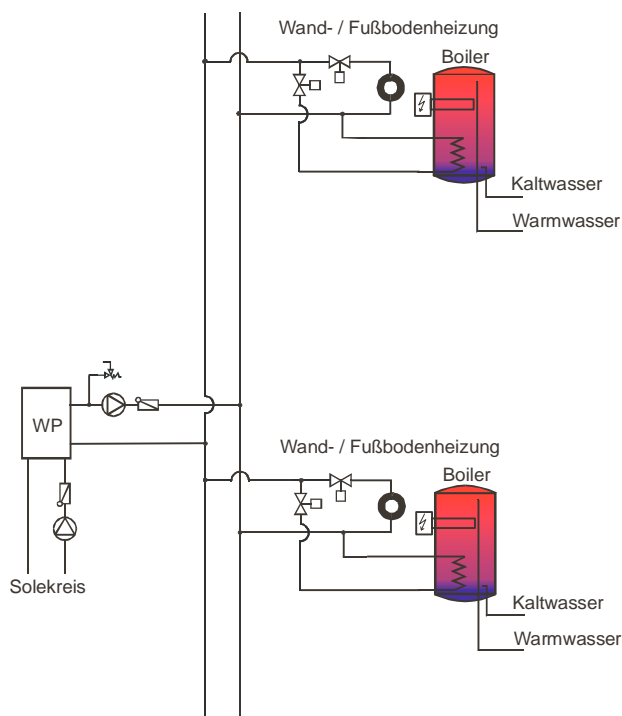 Wand- / Fußbodenheizung
Boiler
Kaltwasser
Warmwasser
WP
Wand- / Fußbodenheizung
Boiler
Solekreis
Kaltwasser
Warmwasser